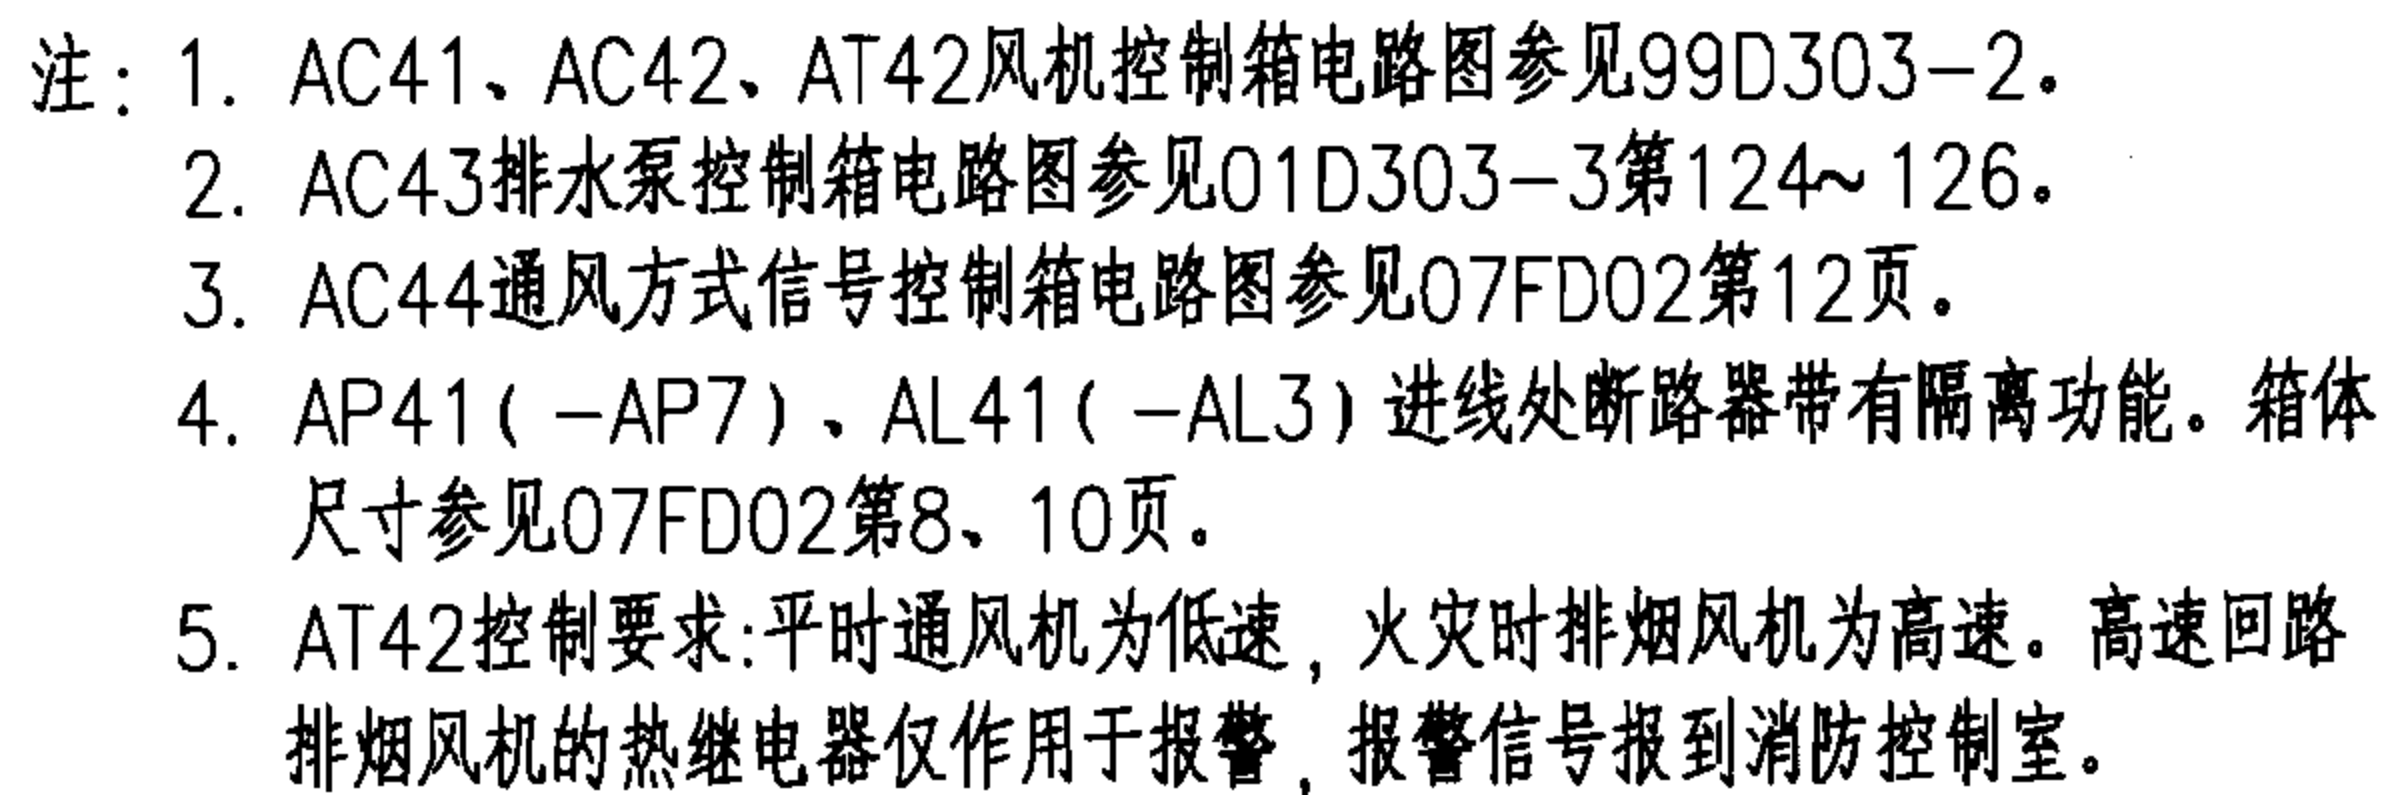 注: 1. AC41、AC42、AT42风机控制箱电路图参见99D303-2。
2. AC43排水泵控制箱电路图参见01D303-3第124~126。
3. AC44通风方式信号控制箱电路图参见07FD02第12页。
4. AP41(-AP7)、AL41(-AL3)进线处断路器带有隔离功能。箱体
尺寸参见07FD02第8、10页。
5. AT42控制要求:平时通风机为低速,火灾时排烟风机为高速。高速回路
排烟风机的热继电器仅作用于报警,报警信号报到消防控制室。